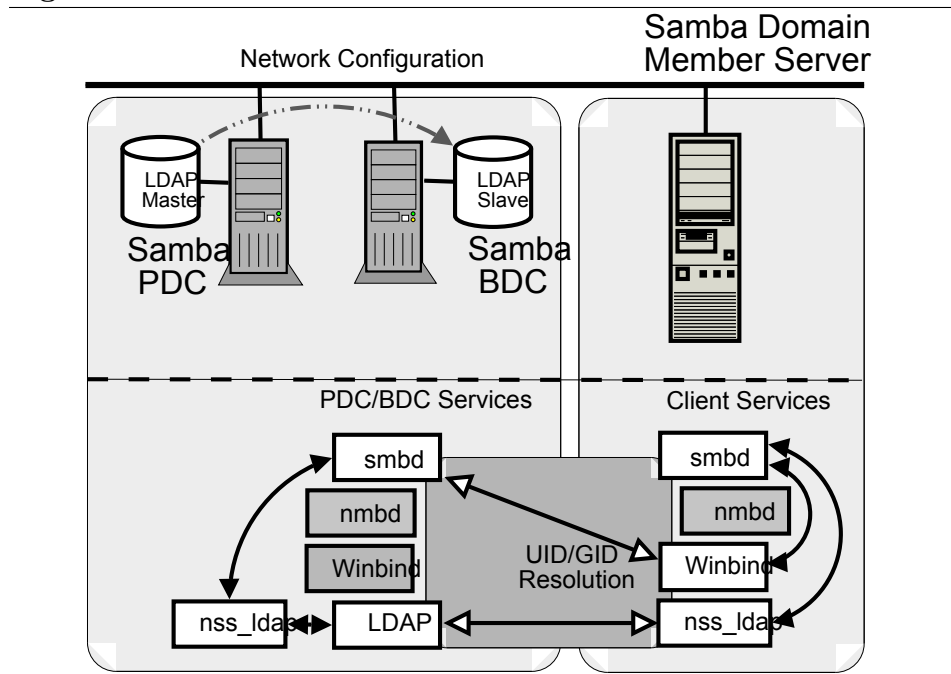 Network Configuration
Samba Domain
Member Server
LDAP
Master
LDAP
Slave
Samba
PDC
Samba
BDC
PDC/BDC Services
Client Services
smbd
nmbd
Winbind
nss_ldap
LDAP
UID/GID
Resolution
smbd
nmbd
Winbind
nss_ldap